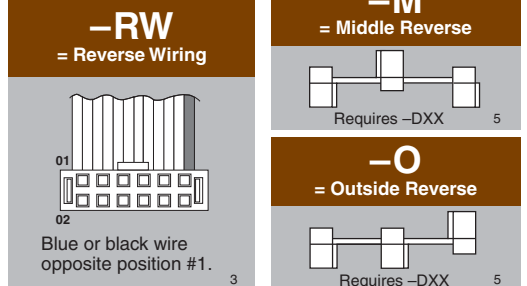 –RW
= Reverse Wiring
01
02
Blue or black wire
opposite position #1.
3
–M
= Middle Reverse
Requires –DXX
5
–O
= Outside Reverse
Requires –DXX
5